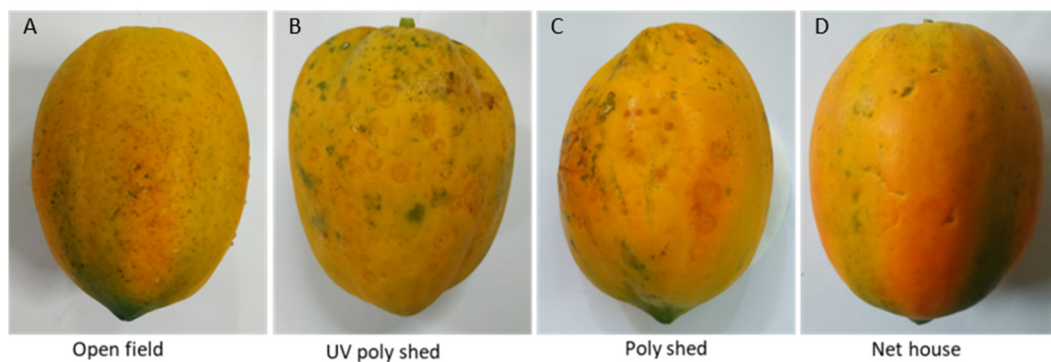 A
B
C
D
Open field
UV poly shed
Poly shed
Net house